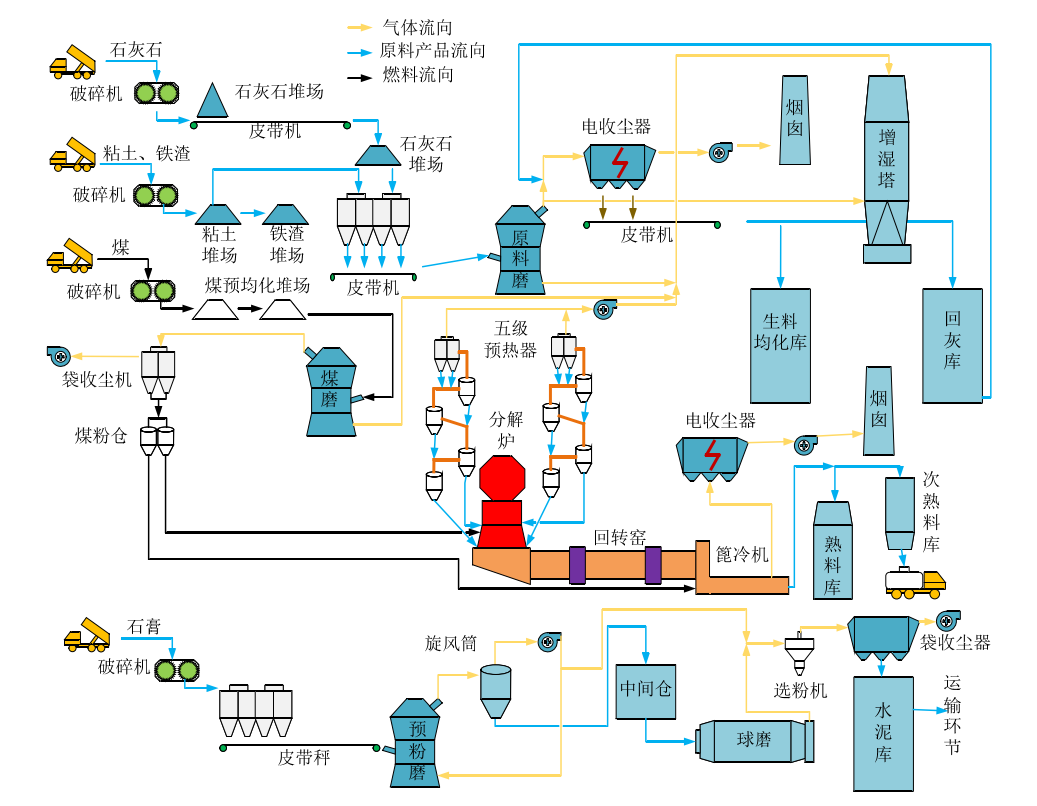 气体流向
原料产品流向
燃料流向
石灰石
破碎机
石灰石堆场
皮带机
粘土、铁渣
破碎机
石灰石
堆场
粘土
堆场
铁渣
堆场
皮带机
煤
破碎机
煤预均化堆场
原
料
磨
电收尘器
皮带机
烟
囱
增
湿
塔
生料
均化库
回
灰
库
袋收尘机
煤粉仓
煤
磨
五级
预热器
分解
炉
回转窑
篦冷机
电收尘器
烟
囱
熟
料
库
次
熟
料
库
石膏
破碎机
皮带秤
预
粉
磨
旋风筒
中间仓
球磨
选粉机
袋收尘器
水
泥
库
运
输
环
节